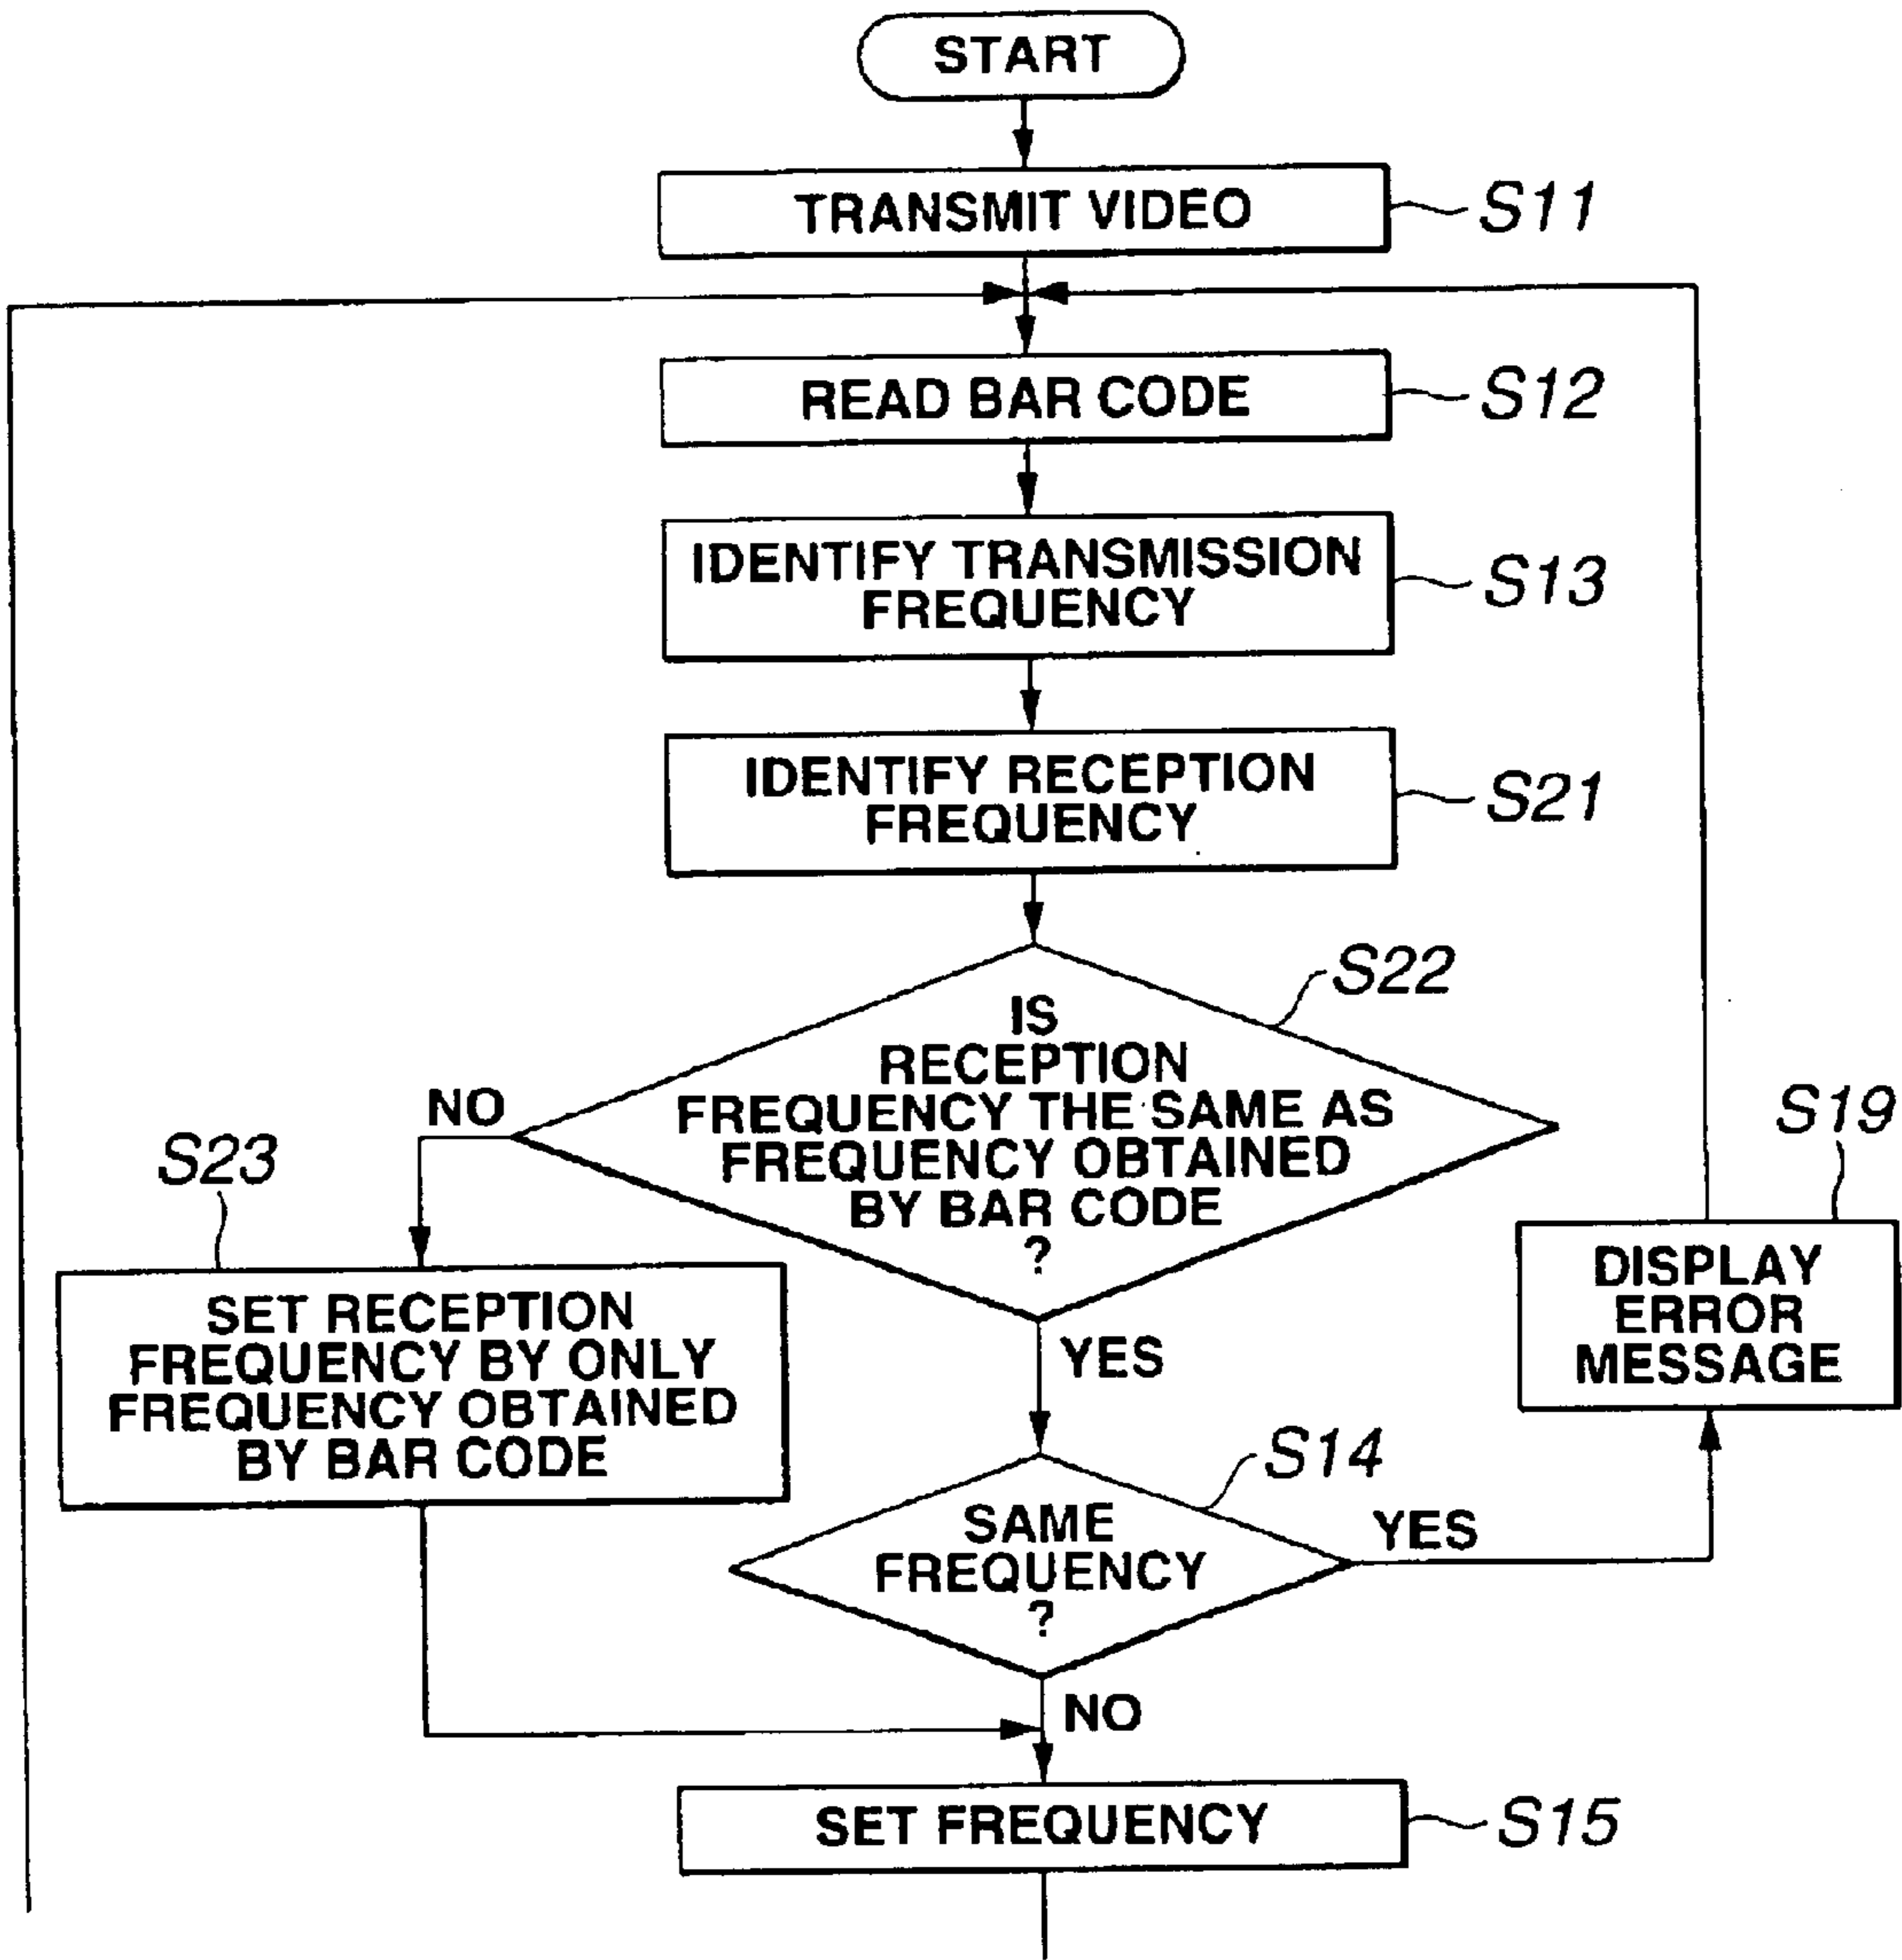 START
TRANSMIT VIDEO
S11
READ BAR CODE
S12
IDENTIFY TRANSMISSION
FREQUENCY
S13
IDENTIFY RECEPTION
FREQUENCY
S21
S22
IS
RECEPTION
FREQUENCY THE SAME AS
FREQUENCY OBTAINED
BY BAR CODE
?
NO
S23
SET RECEPTION
FREQUENCY BY ONLY
FREQUENCY OBTAINED
BY BAR CODE
YES
S19
DISPLAY
ERROR
MESSAGE
S14
SAME
FREQUENCY
?
YES
NO
SET FREQUENCY
S15